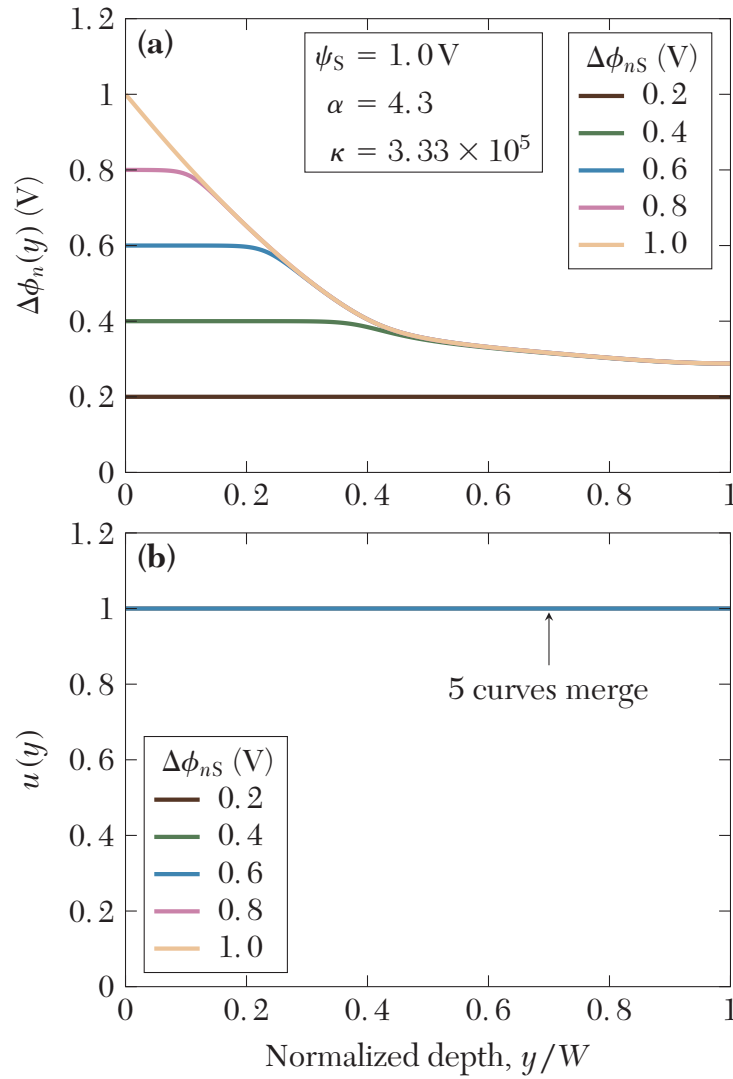 (a)
ψS = 1.0 V
α = 4.3
κ = 3.33 × 10⁵
ΔϕₙS (V)
0.2
0.4
0.6
0.8
1.0
Δϕₙ(y) (V)
1.2
1
0.8
0.6
0.4
0.2
0
0 0.2 0.4 0.6 0.8 1
(b)
5 curves merge
ΔϕₙS (V)
0.2
0.4
0.6
0.8
1.0
u(y)
1.2
1
0.8
0.6
0.4
0.2
0
0 0.2 0.4 0.6 0.8 1
Normalized depth, y/W